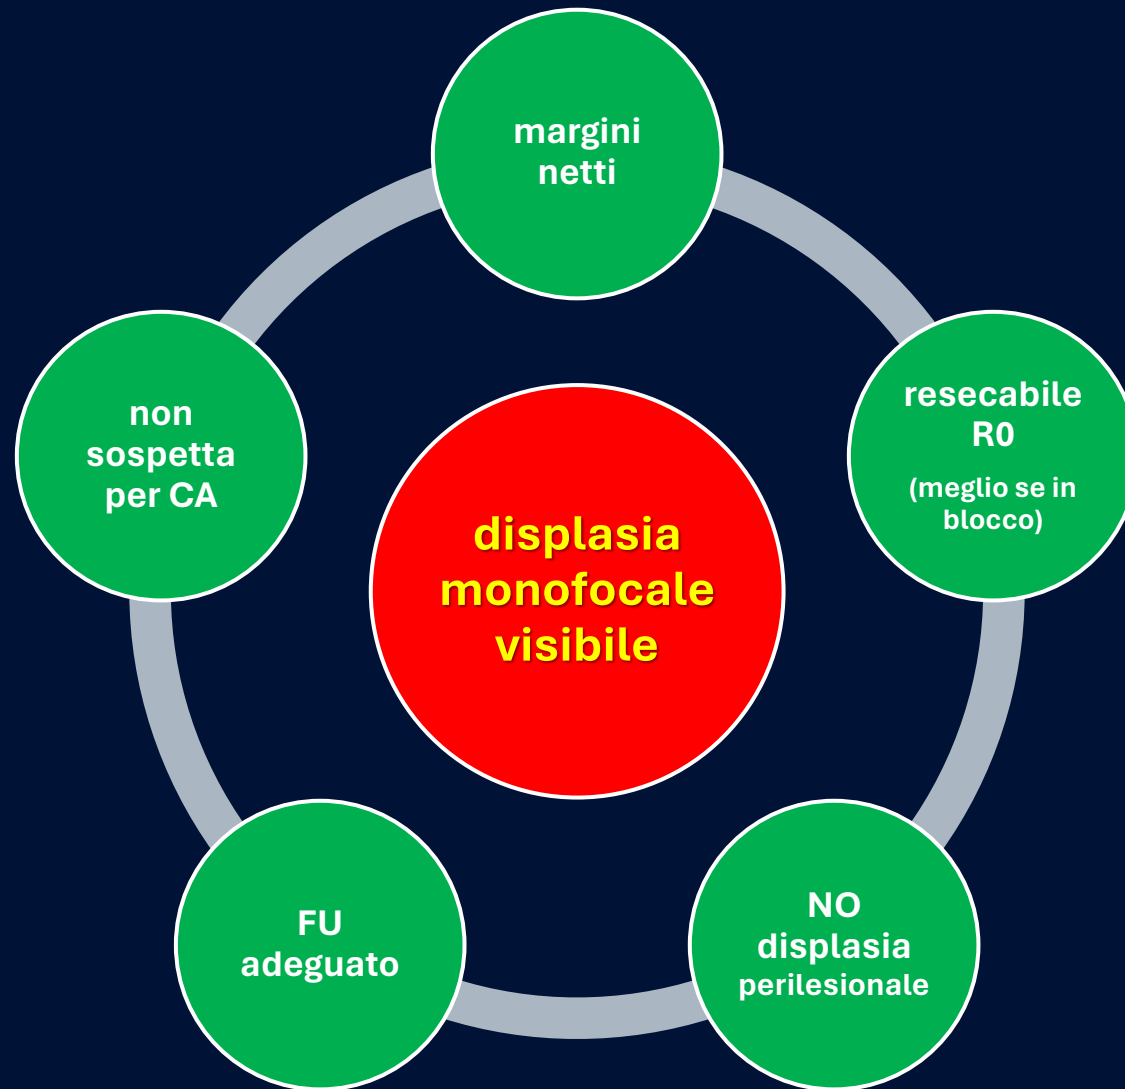 margini
netti
resecabile
R0
(meglio se in
blocco)
NO
displasia
perilesionale
FU
adeguato
non
sospetta
per CA
displasia
monofocale
visibile